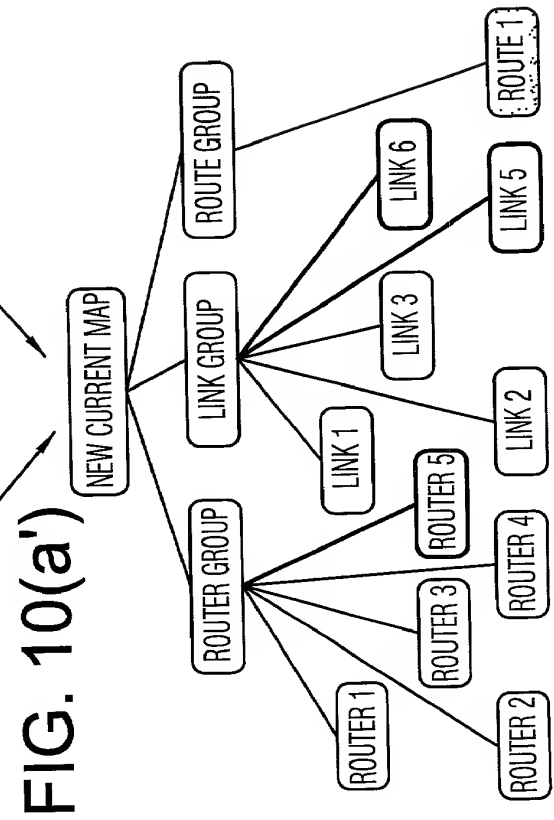 FIG. 10(a')
NEW CURRENT MAP
ROUTER GROUP
LINK GROUP
ROUTE GROUP
ROUTER 1
ROUTER 2
ROUTER 3
ROUTER 4
ROUTER 5
LINK 1
LINK 2
LINK 3
LINK 5
LINK 6
ROUTE 1